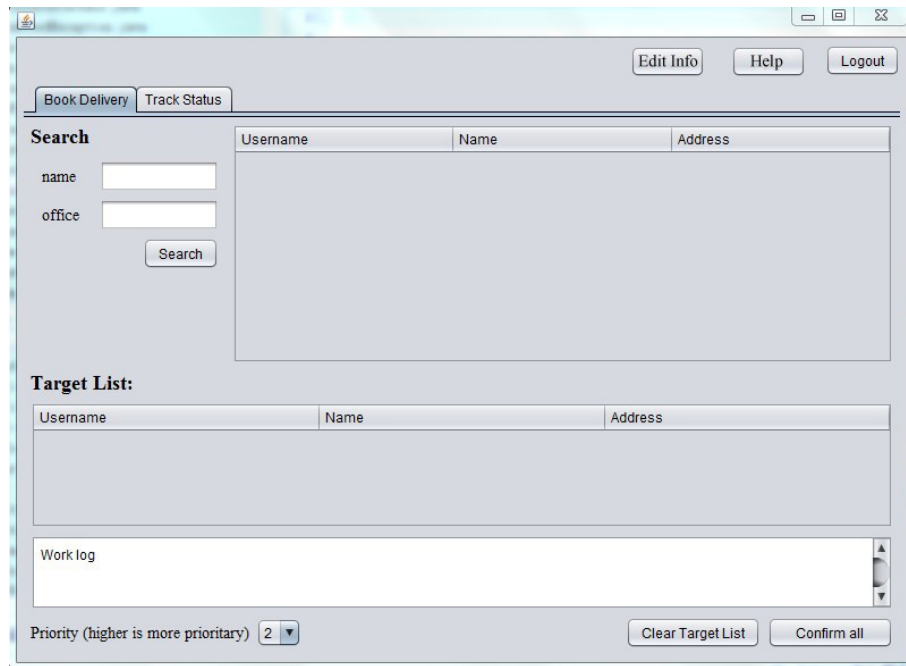 Edit Info Help Logout
Book Delivery Track Status
Search
Username Name Address
name
office
Search
Target List:
Username Name Address
Work log
Priority (higher is more prioritary) 2 Clear Target List Confirm all